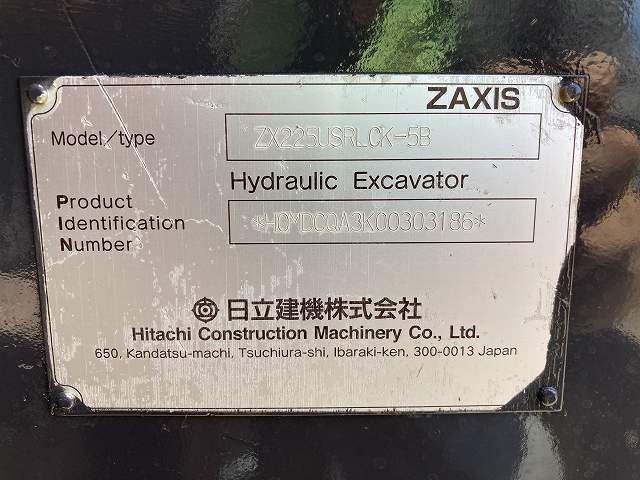 ZAXIS
Model/type ZX225USRLCK-5B
Hydraulic Excavator
Product
Identification *HCMDCQA3K00303186*
Number
日立建機株式会社
Hitachi Construction Machinery Co., Ltd.
650, Kandatsu-machi, Tsuchiura-shi, Ibaraki-ken, 300-0013 Japan